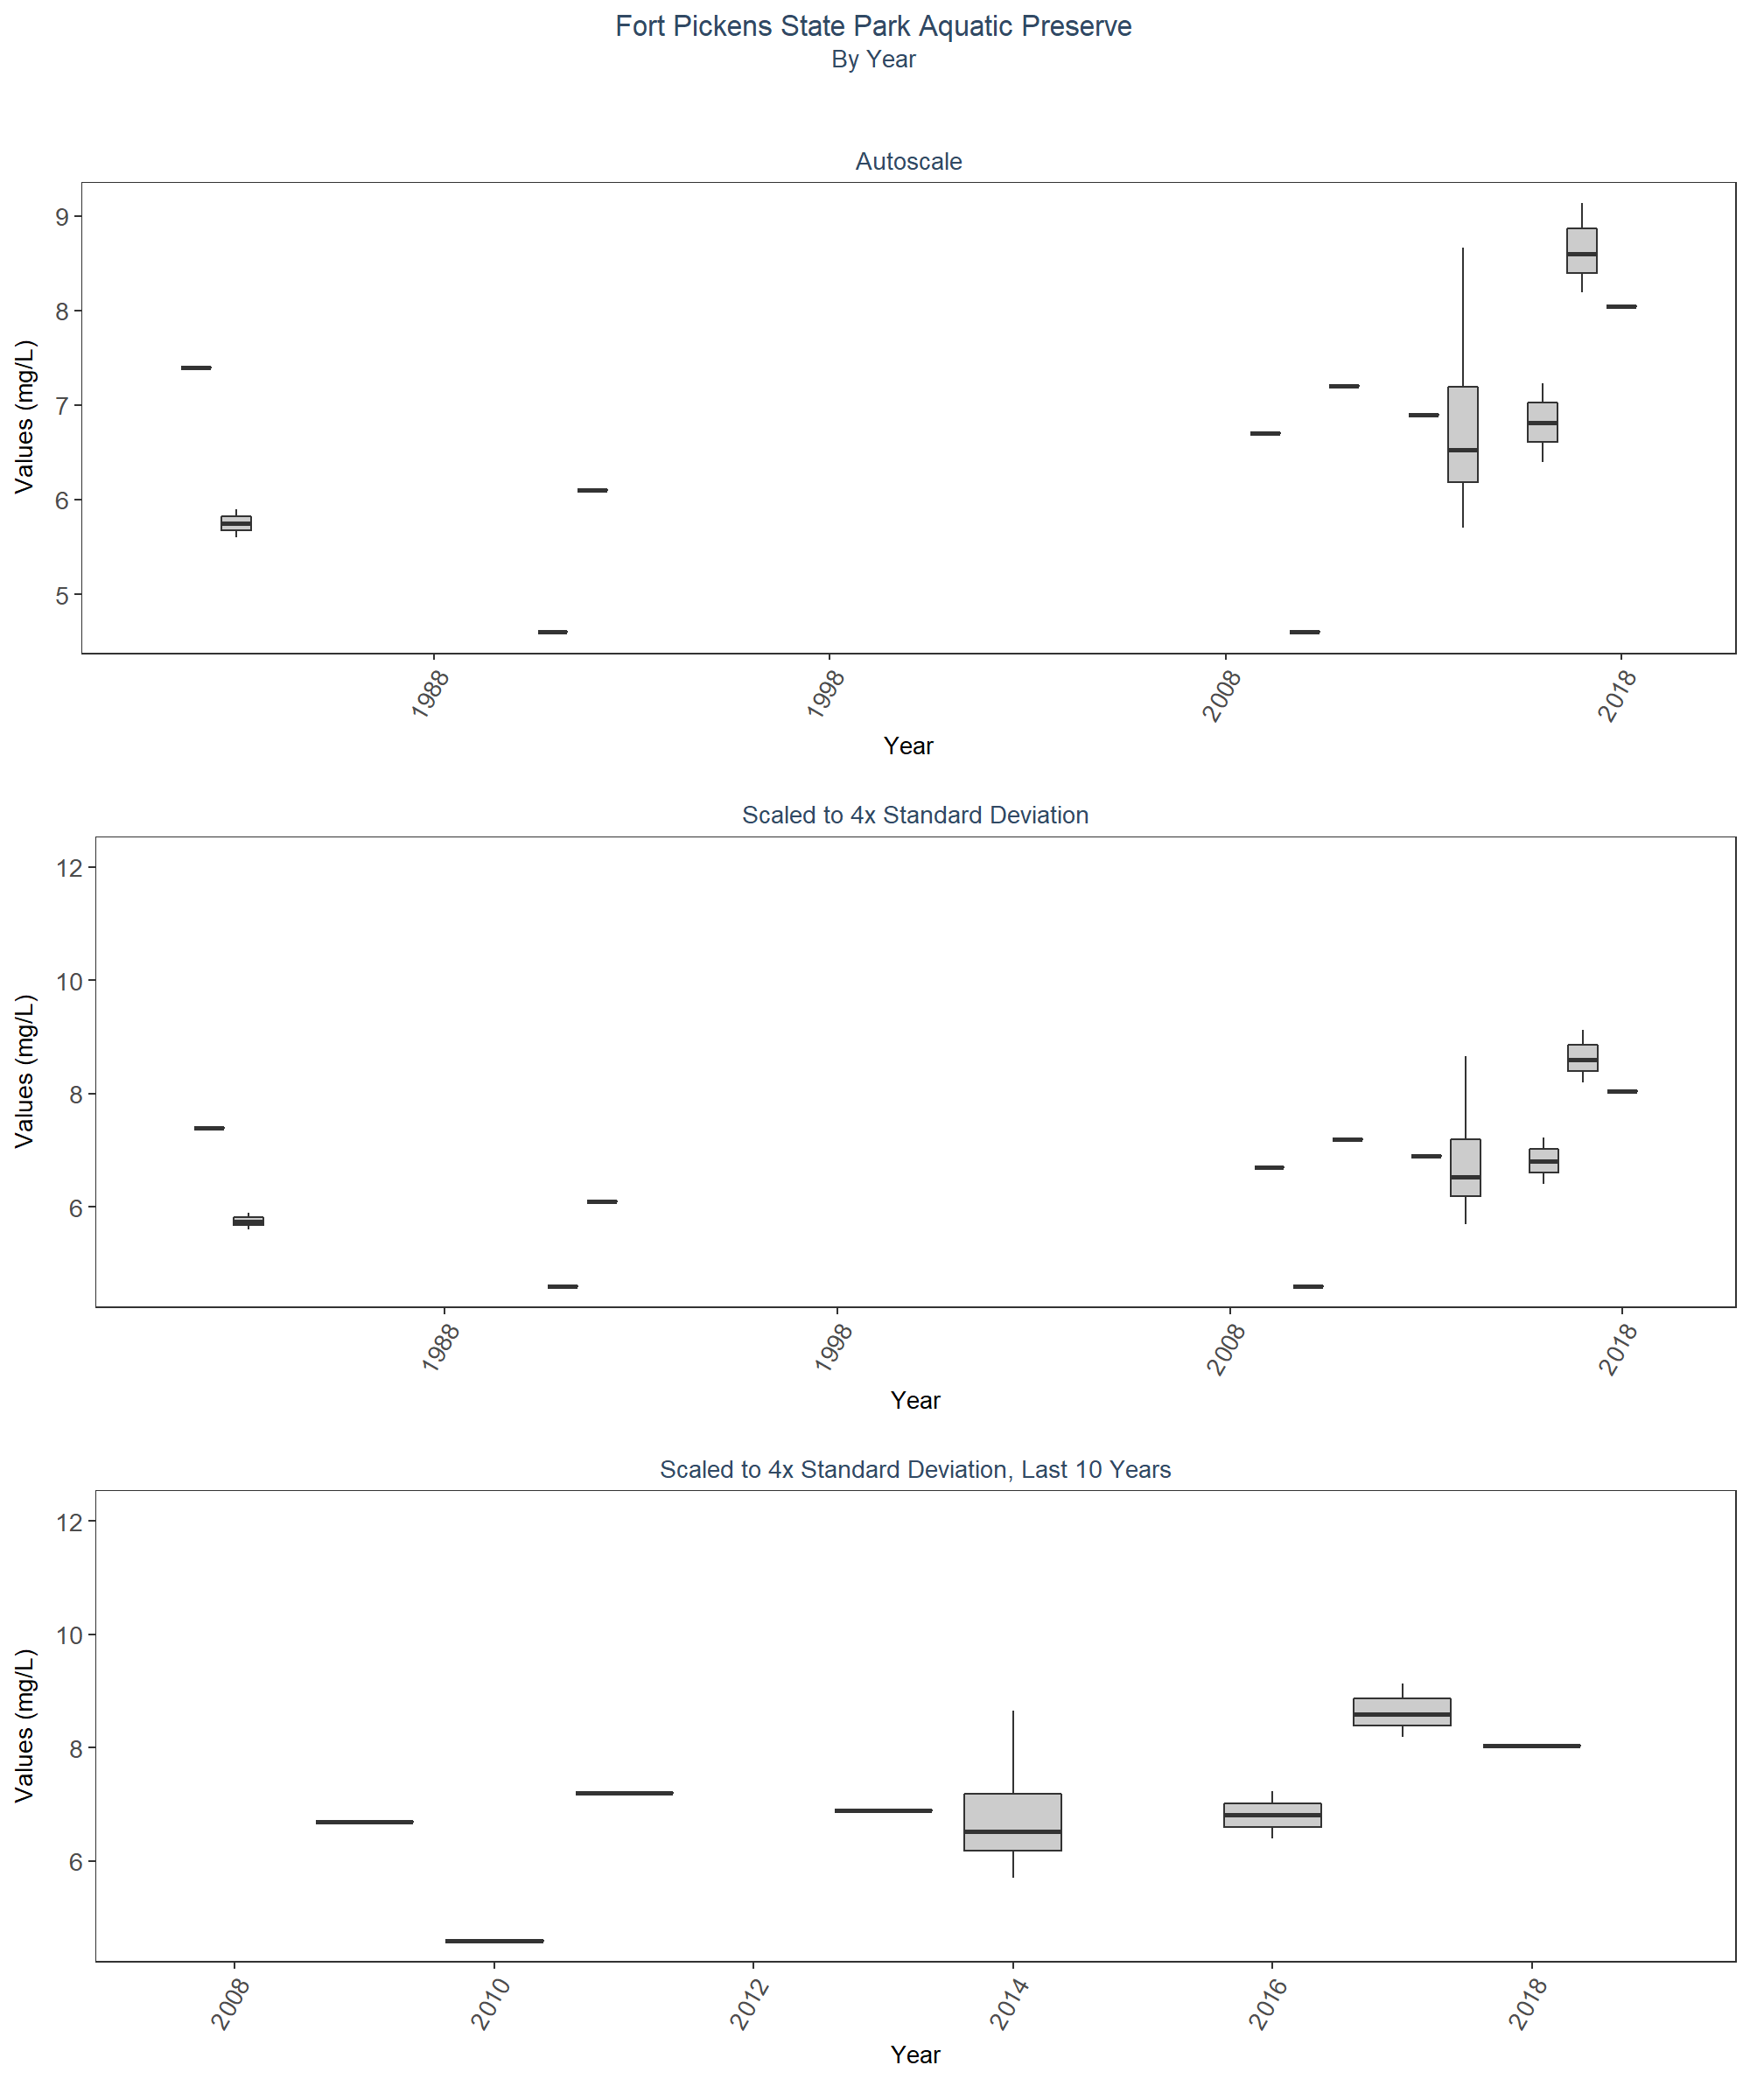 Fort Pickens State Park Aquatic Preserve
By Year
Autoscale
Values (mg/L)
9
8
7
6
5
1988
1998
2008
2018
Year
Scaled to 4x Standard Deviation
Values (mg/L)
12
10
8
6
1988
1998
2008
2018
Year
Scaled to 4x Standard Deviation, Last 10 Years
Values (mg/L)
12
10
8
6
2008
2010
2012
2014
2016
2018
Year